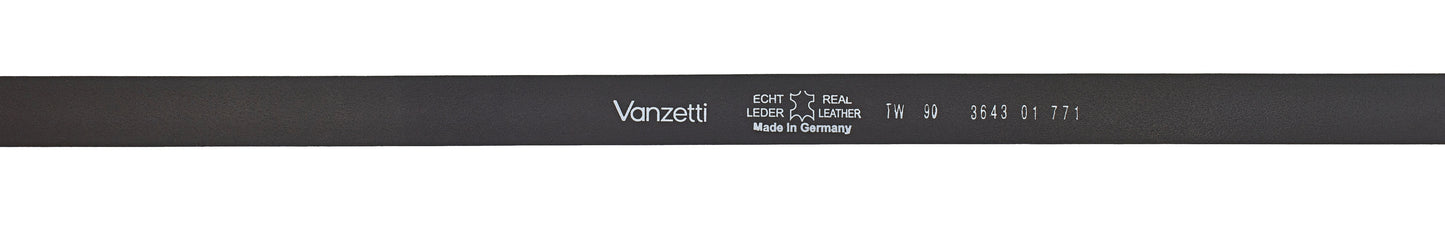 Vanzetti
ECHT REAL
LEDER LEATHER
Made in Germany
TW 90 3643 01 771